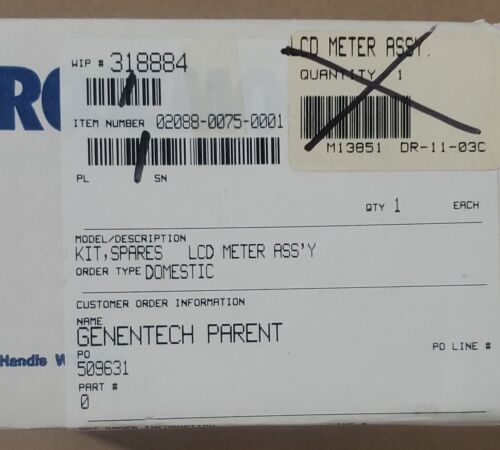 WIP # 318884
LCD METER ASSY.
QUANTITY 1
ITEM NUMBER 02088-0075-0001
M13851 DR-11-03C
PL SN
QTY 1 EACH
MODEL/DESCRIPTION
KIT,SPARES LCD METER ASS'Y
ORDER TYPE DOMESTIC
CUSTOMER ORDER INFORMATION
NAME
GENENTECH PARENT
PO PO LINE #
509631
Handle
PART #
0